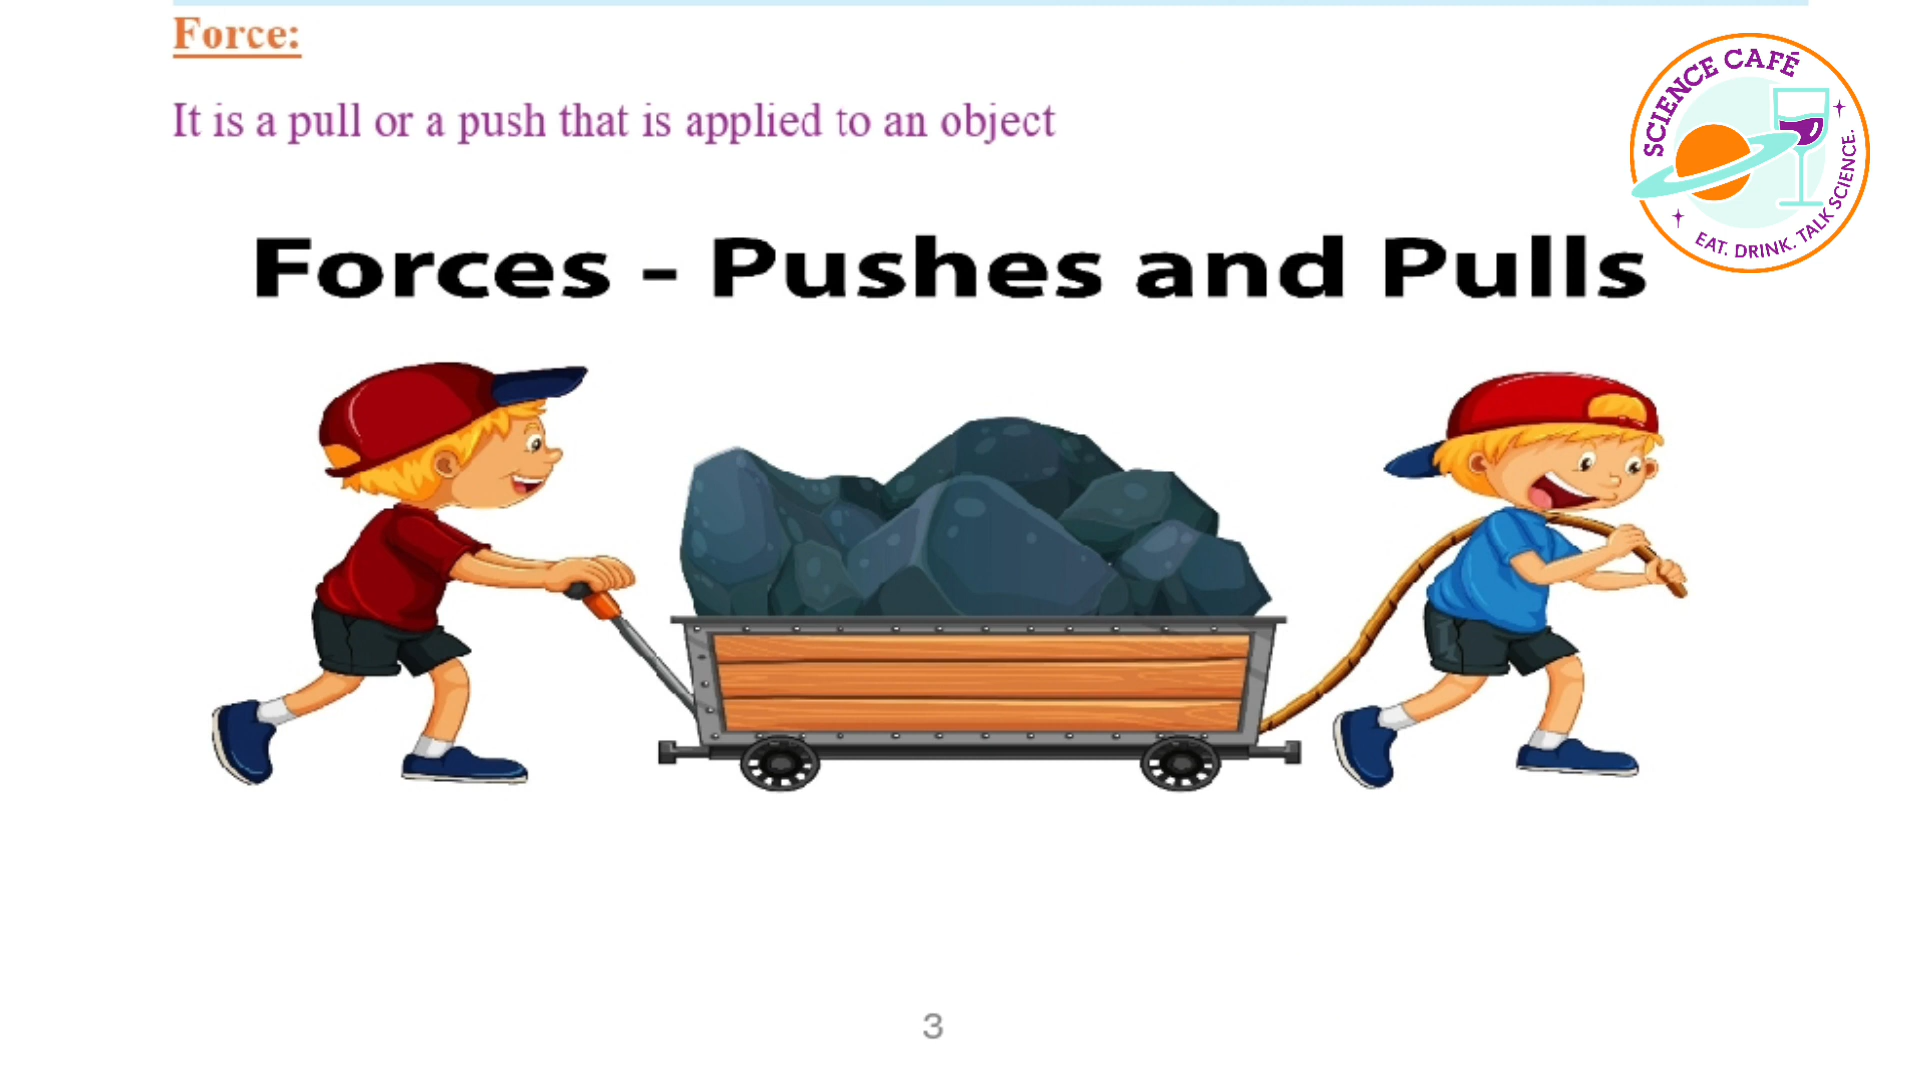 Force:
It is a pull or a push that is applied to an object
SCIENCE CAFÉ
EAT. DRINK. TALK SCIENCE.
Forces - Pushes and Pulls
3